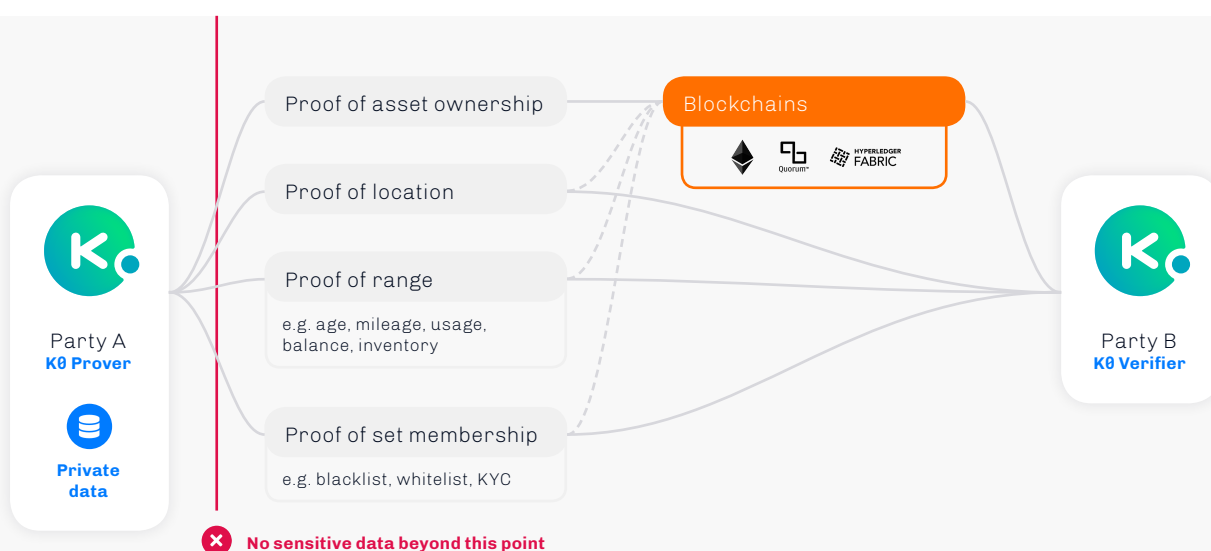 Proof of asset ownership
Blockchains
Quorum™
HYPERLEDGER
FABRIC
Proof of location
Proof of range
e.g. age, mileage, usage,
balance, inventory
Party A
K0 Prover
Private
data
Proof of set membership
e.g. blacklist, whitelist, KYC
Party B
K0 Verifier
No sensitive data beyond this point